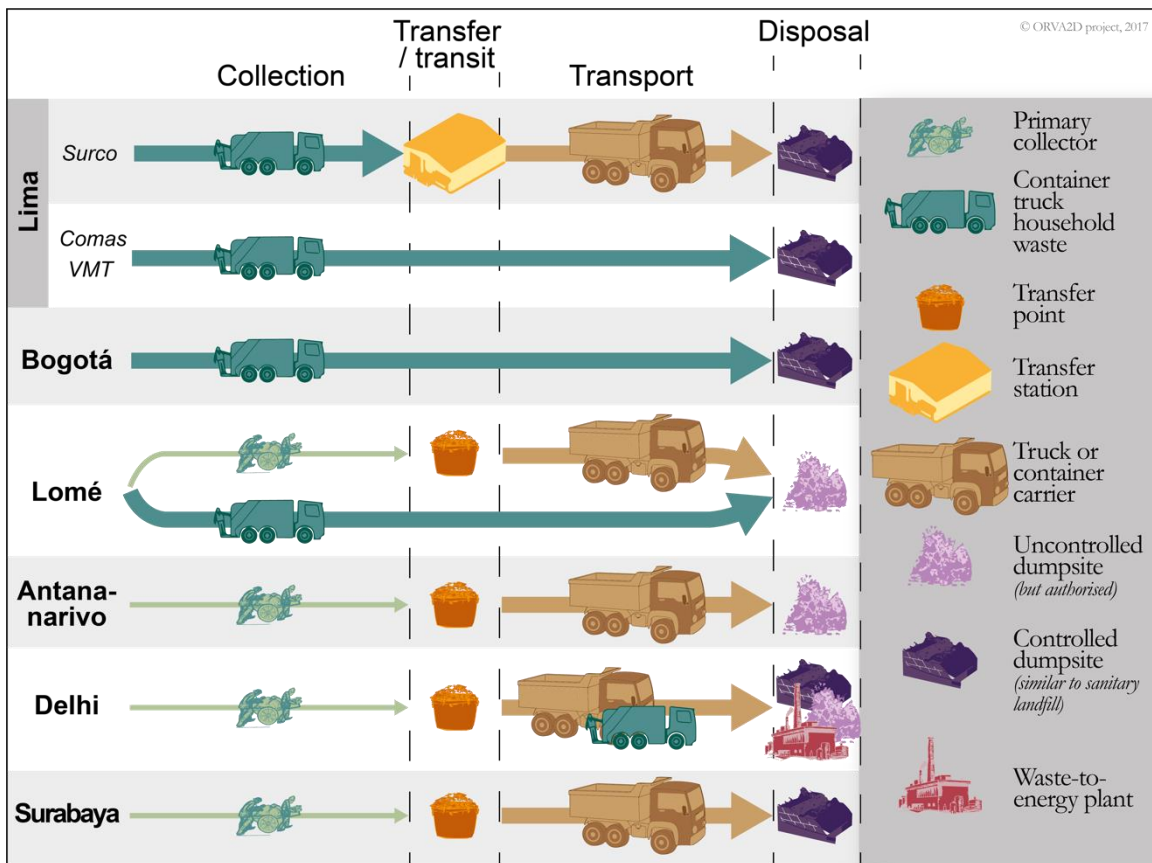 © ORVA2D project, 2017
Transfer
/ transit
Disposal
Collection
Transport
Lima
Surco
Comas
VMT
Bogotá
Lomé
Antana-
narivo
Delhi
Surabaya
Primary
collector
Container
truck
household
waste
Transfer
point
Transfer
station
Truck or
container
carrier
Uncontrolled
dumpsite
(but authorised)
Controlled
dumpsite
(similar to sanitary
landfill)
Waste-to-
energy plant